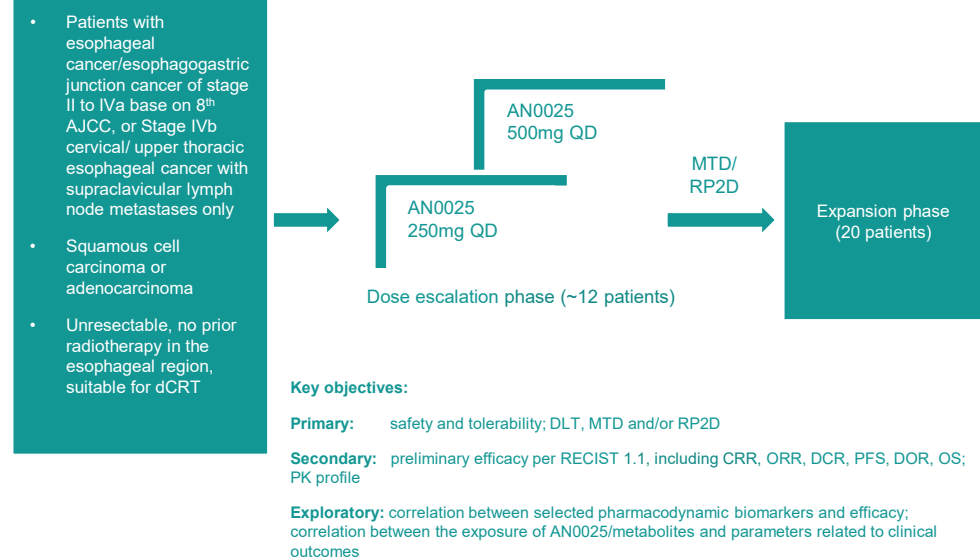 • Patients with
esophageal
cancer/esophagogastric
junction cancer of stage
II to IVa base on 8th
AJCC, or Stage IVb
cervical/ upper thoracic
esophageal cancer with
supraclavicular lymph
node metastases only
• Squamous cell
carcinoma or
adenocarcinoma
• Unresectable, no prior
radiotherapy in the
esophageal region,
suitable for dCRT
AN0025
500mg QD
AN0025
250mg QD
Dose escalation phase (~12 patients)
MTD/
RP2D
Expansion phase
(20 patients)
Key objectives:
Primary: safety and tolerability; DLT, MTD and/or RP2D
Secondary: preliminary efficacy per RECIST 1.1, including CRR, ORR, DCR, PFS, DOR, OS;
PK profile
Exploratory: correlation between selected pharmacodynamic biomarkers and efficacy;
correlation between the exposure of AN0025/metabolites and parameters related to clinical
outcomes